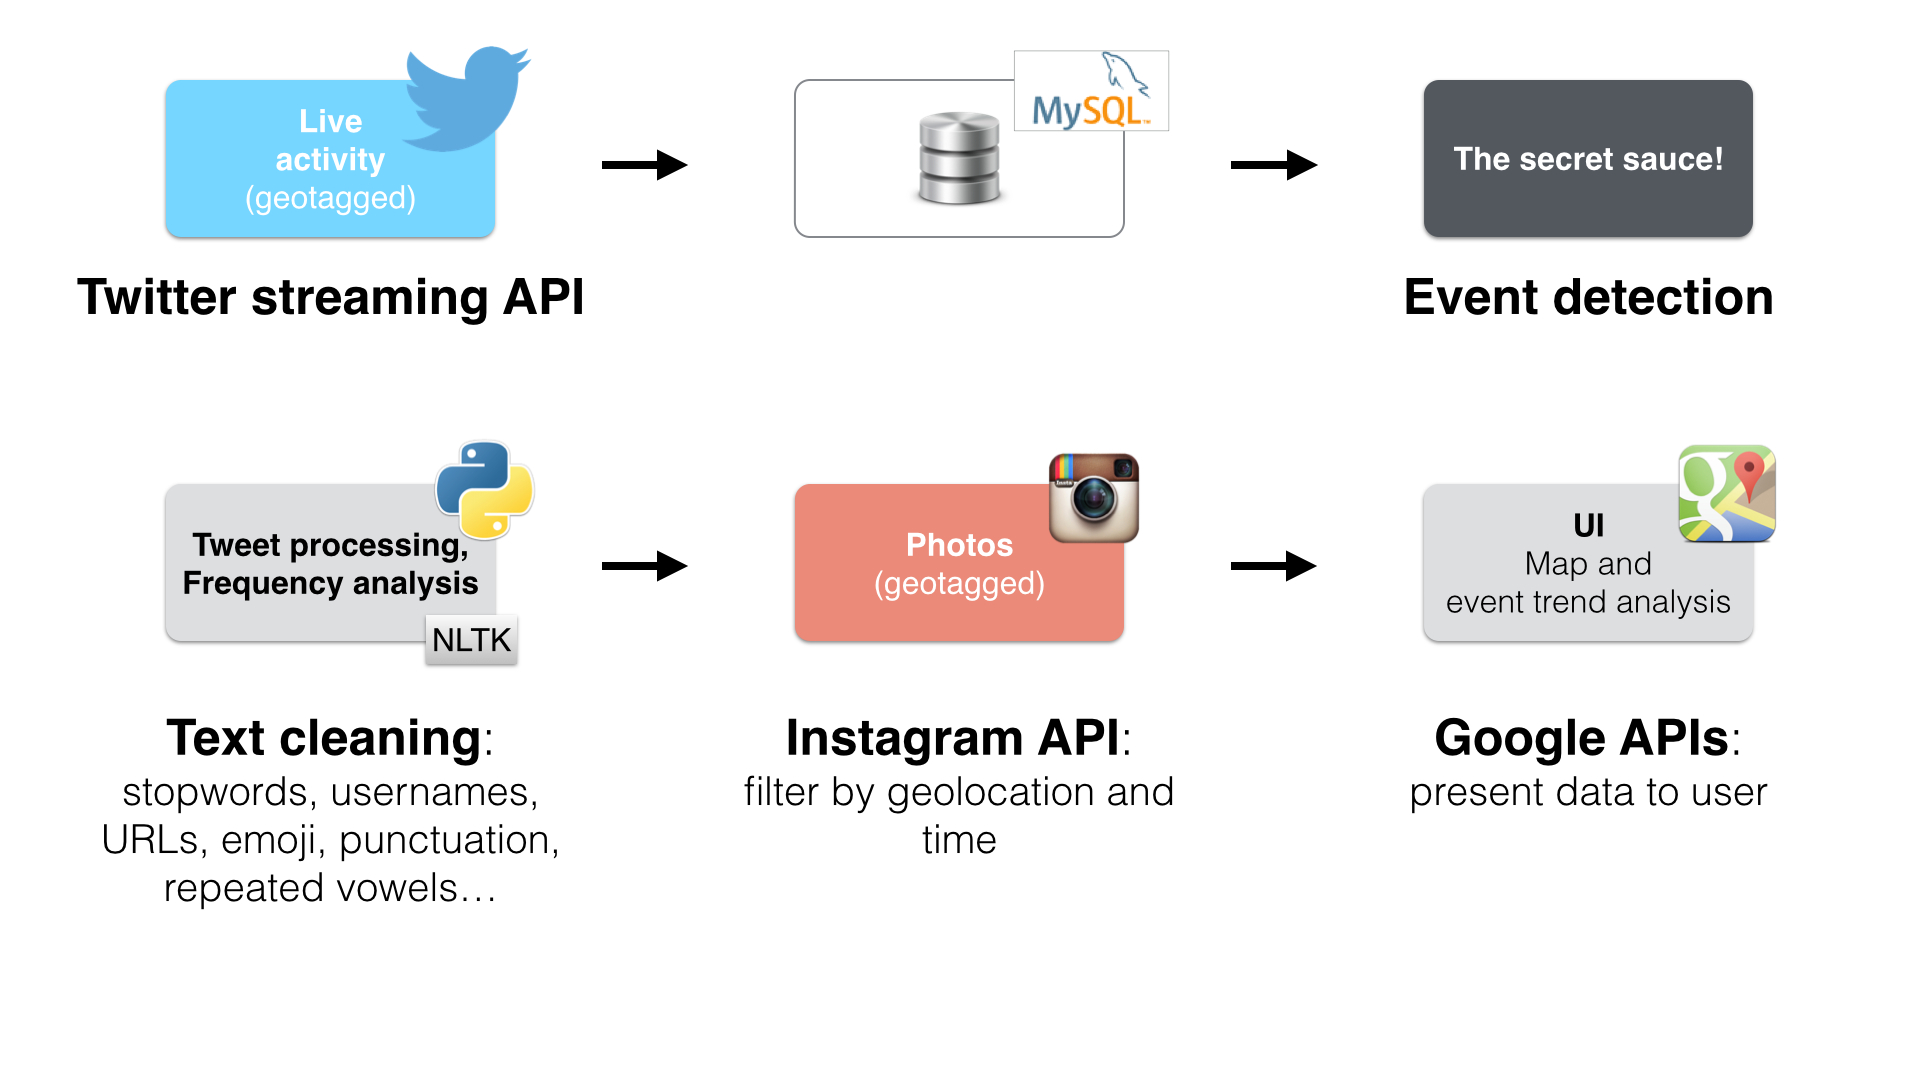 Live
activity
(geotagged)
MySQL™
The secret sauce!
Twitter streaming API
Event detection
Tweet processing,
Frequency analysis
NLTK
Insta
Photos
(geotagged)
UI
Map and
event trend analysis
Text cleaning:
stopwords, usernames,
URLs, emoji, punctuation,
repeated vowels…
Instagram API:
filter by geolocation and
time
Google APIs:
present data to user